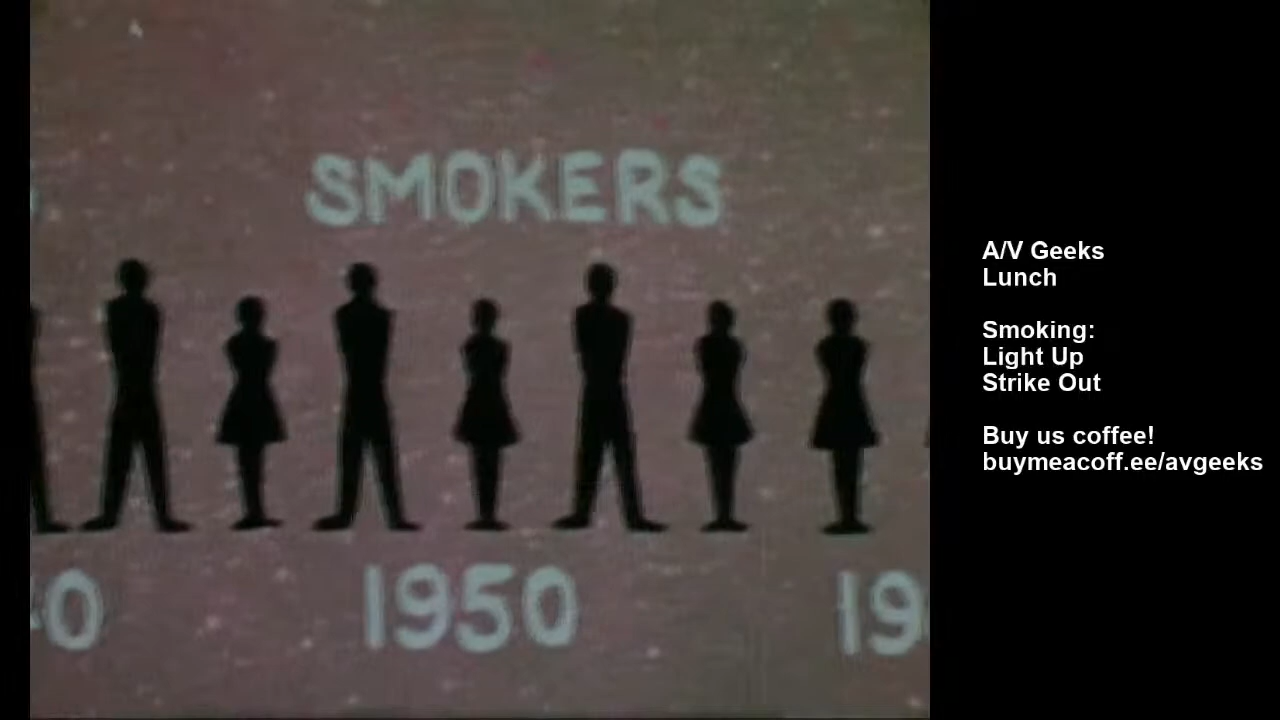 SMOKERS
1950
A/V Geeks
Lunch
Smoking:
Light Up
Strike Out
Buy us coffee!
buymeacoff.ee/avgeeks